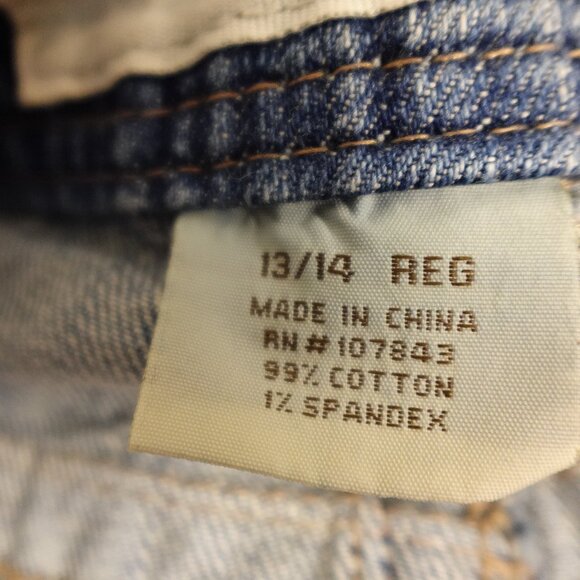 13/14 REG
MADE IN CHINA
RN#107843
99% COTTON
1% SPANDEX